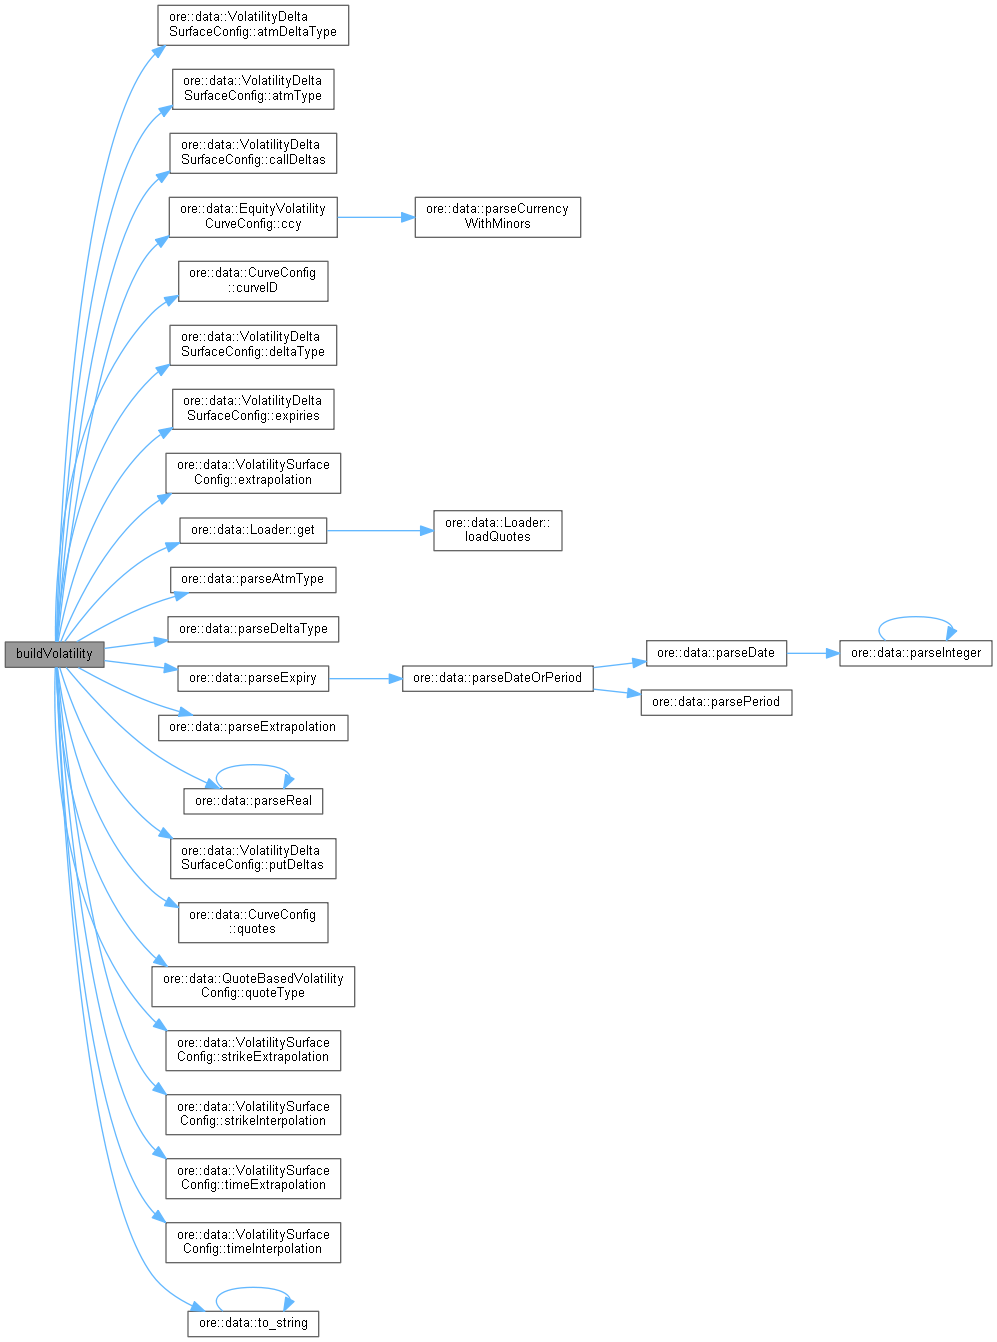 ore::data::VolatilityDelta
SurfaceConfig::atmDeltaType
ore::data::VolatilityDelta
SurfaceConfig::atmType
ore::data::VolatilityDelta
SurfaceConfig::callDeltas
ore::data::EquityVolatility
CurveConfig::ccy
ore::data::parseCurrency
WithMinors
ore::data::CurveConfig
::curveID
ore::data::VolatilityDelta
SurfaceConfig::deltaType
ore::data::VolatilityDelta
SurfaceConfig::expiries
ore::data::VolatilitySurface
Config::extrapolation
ore::data::Loader::get
ore::data::Loader::
loadQuotes
ore::data::parseAtmType
ore::data::parseDeltaType
buildVolatility
ore::data::parseExpiry
ore::data::parseDateOrPeriod
ore::data::parseDate
ore::data::parseInteger
ore::data::parsePeriod
ore::data::parseExtrapolation
ore::data::parseReal
ore::data::VolatilityDelta
SurfaceConfig::putDeltas
ore::data::CurveConfig
::quotes
ore::data::QuoteBasedVolatility
Config::quoteType
ore::data::VolatilitySurface
Config::strikeExtrapolation
ore::data::VolatilitySurface
Config::strikeInterpolation
ore::data::VolatilitySurface
Config::timeExtrapolation
ore::data::VolatilitySurface
Config::timeInterpolation
ore::data::to_string